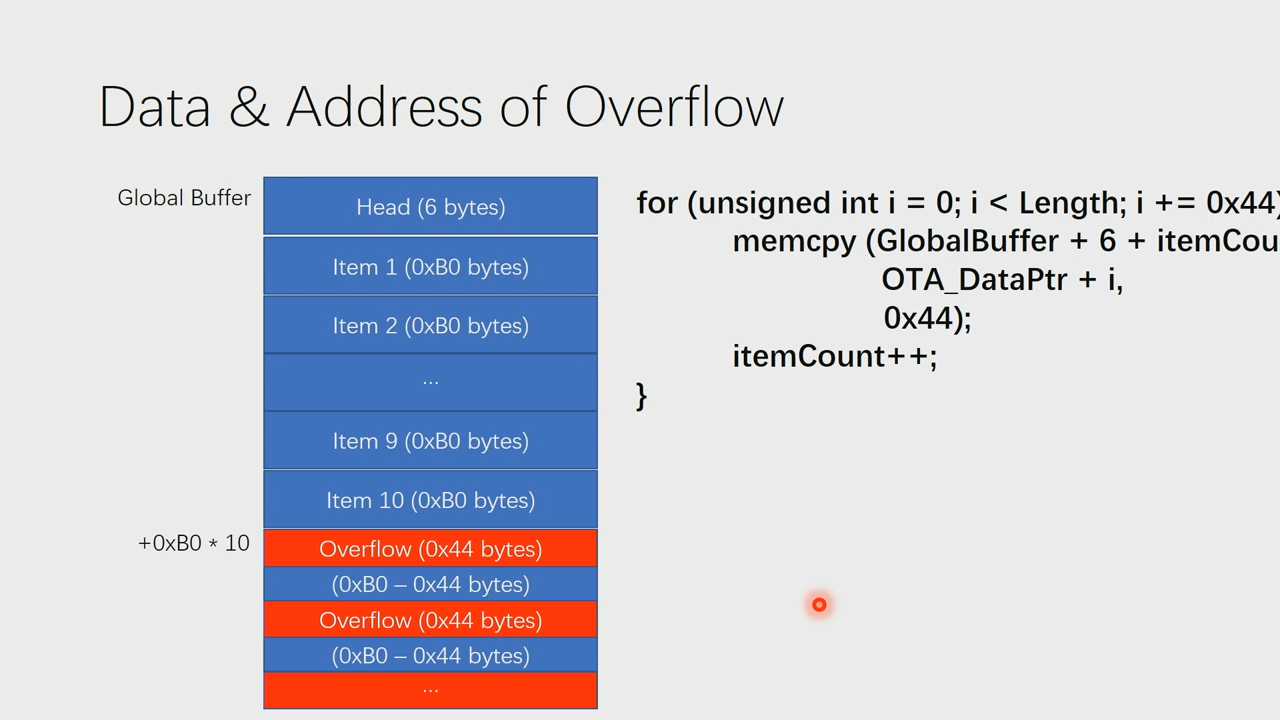 Data & Address of Overflow
Global Buffer
Head (6 bytes)
Item 1 (0xB0 bytes)
Item 2 (0xB0 bytes)
...
Item 9 (0xB0 bytes)
Item 10 (0xB0 bytes)
+0xB0 * 10
Overflow (0x44 bytes)
(0xB0 – 0x44 bytes)
Overflow (0x44 bytes)
(0xB0 – 0x44 bytes)
...
for (unsigned int i = 0; i < Length; i += 0x44)
memcpy (GlobalBuffer + 6 + itemCou
OTA_DataPtr + i,
0x44);
itemCount++;
}